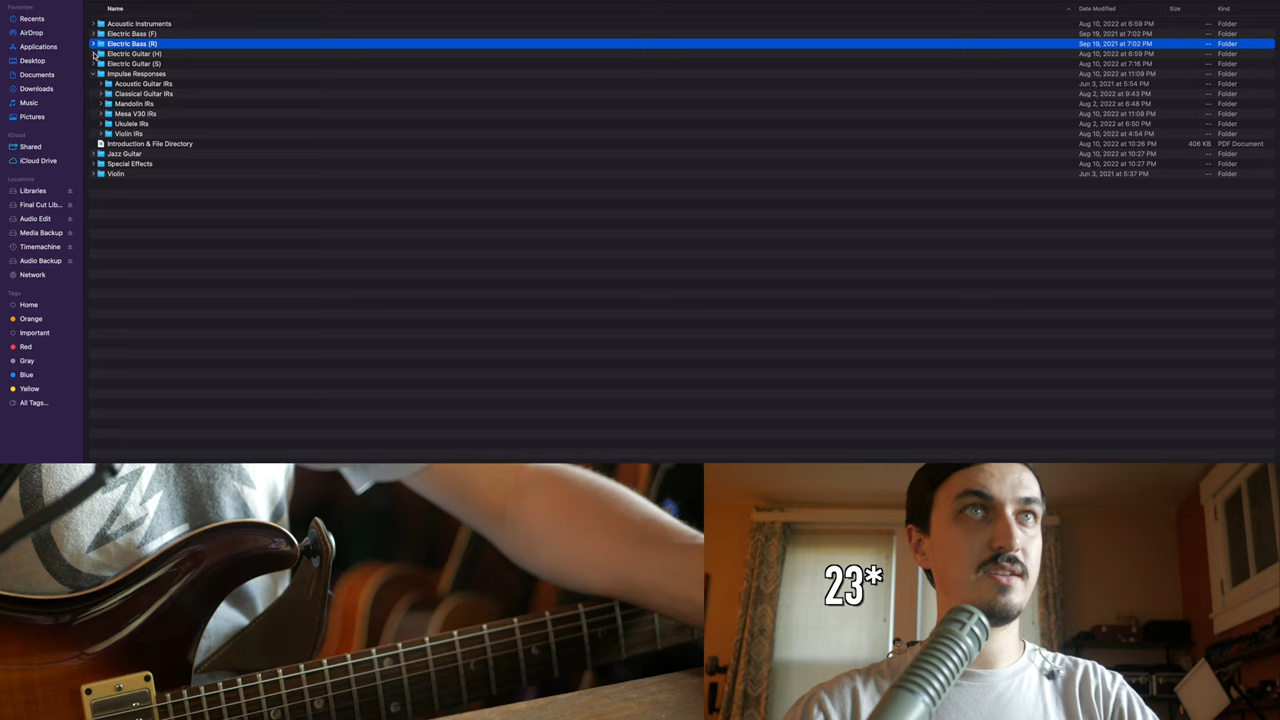 Favorites
Recents
AirDrop
Applications
Desktop
Documents
Downloads
Music
Pictures
iCloud
Shared
iCloud Drive
Locations
Libraries
Final Cut Lib...
Audio Edit
Media Backup
Timemachine
Audio Backup
Network
Tags
Home
Orange
Important
Red
Gray
Blue
Yellow
All Tags...
Name Date Modified Size Kind
Acoustic Instruments Aug 10, 2022 at 6:59 PM -- Folder
Electric Bass (F) Sep 19, 2021 at 7:02 PM -- Folder
Electric Bass (R) Sep 19, 2021 at 7:02 PM -- Folder
Electric Guitar (H) Aug 10, 2022 at 6:59 PM -- Folder
Electric Guitar (S) Aug 10, 2022 at 7:16 PM -- Folder
Impulse Responses Aug 10, 2022 at 11:09 PM -- Folder
Acoustic Guitar IRs Jun 3, 2021 at 5:54 PM -- Folder
Classical Guitar IRs Aug 2, 2022 at 9:43 PM -- Folder
Mandolin IRs Aug 2, 2022 at 6:48 PM -- Folder
Mesa V30 IRs Aug 10, 2022 at 11:08 PM -- Folder
Ukulele IRs Aug 2, 2022 at 6:50 PM -- Folder
Violin IRs Aug 10, 2022 at 4:54 PM -- Folder
Introduction & File Directory Aug 10, 2022 at 10:26 PM 406 KB PDF Document
Jazz Guitar Aug 10, 2022 at 10:27 PM -- Folder
Special Effects Aug 10, 2022 at 10:27 PM -- Folder
Violin Jun 3, 2021 at 5:37 PM -- Folder
23*